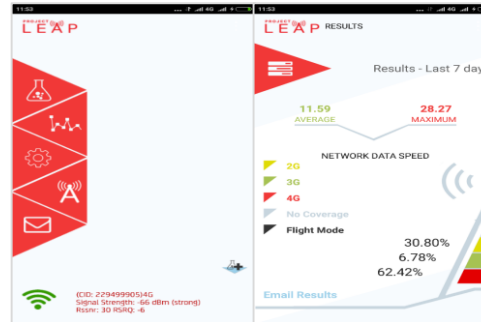 11:53
4G
PROJECT
LEAP
(CID: 229499905)4G
Signal Strength: -66 dBm (strong)
Rssnr: 30 RSRQ: -6
11:53
4G
PROJECT
LEAP RESULTS
Results - Last 7 day
11.59 28.27
AVERAGE MAXIMUM
NETWORK DATA SPEED
2G
3G
4G
No Coverage
Flight Mode
30.80%
6.78%
62.42%
Email Results